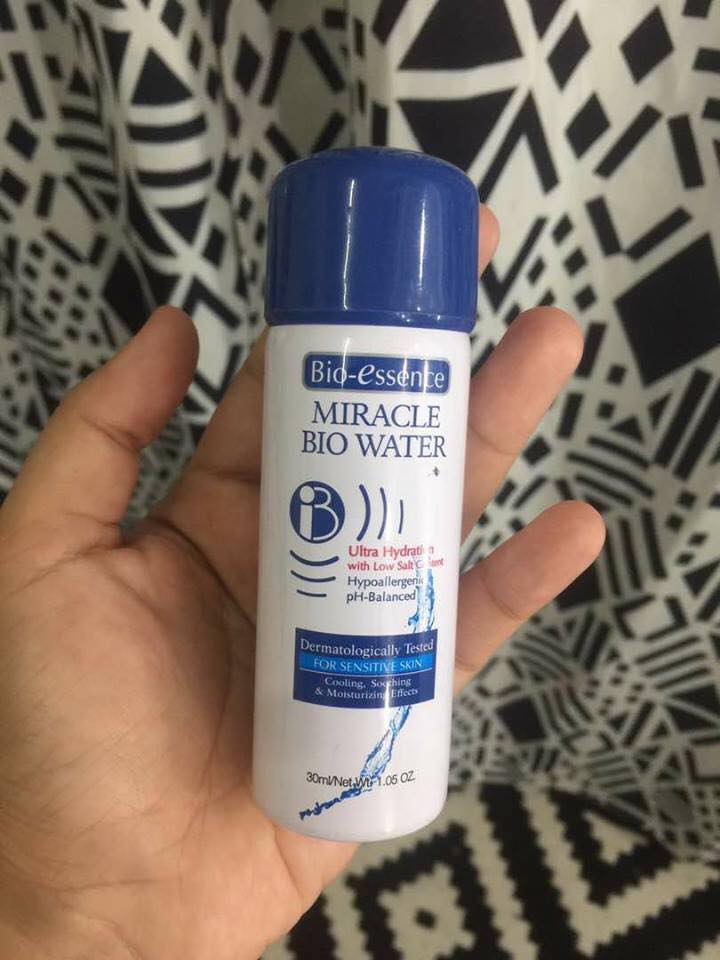 Bio-essence
MIRACLE
BIO WATER
iB
Ultra Hydration
with Low Salt Content
Hypoallergenic
pH-Balanced
Dermatologically Tested
FOR SENSITIVE SKIN
Cooling, Soothing
& Moisturizing Effects
30ml/Net Wt. 1.05 OZ.